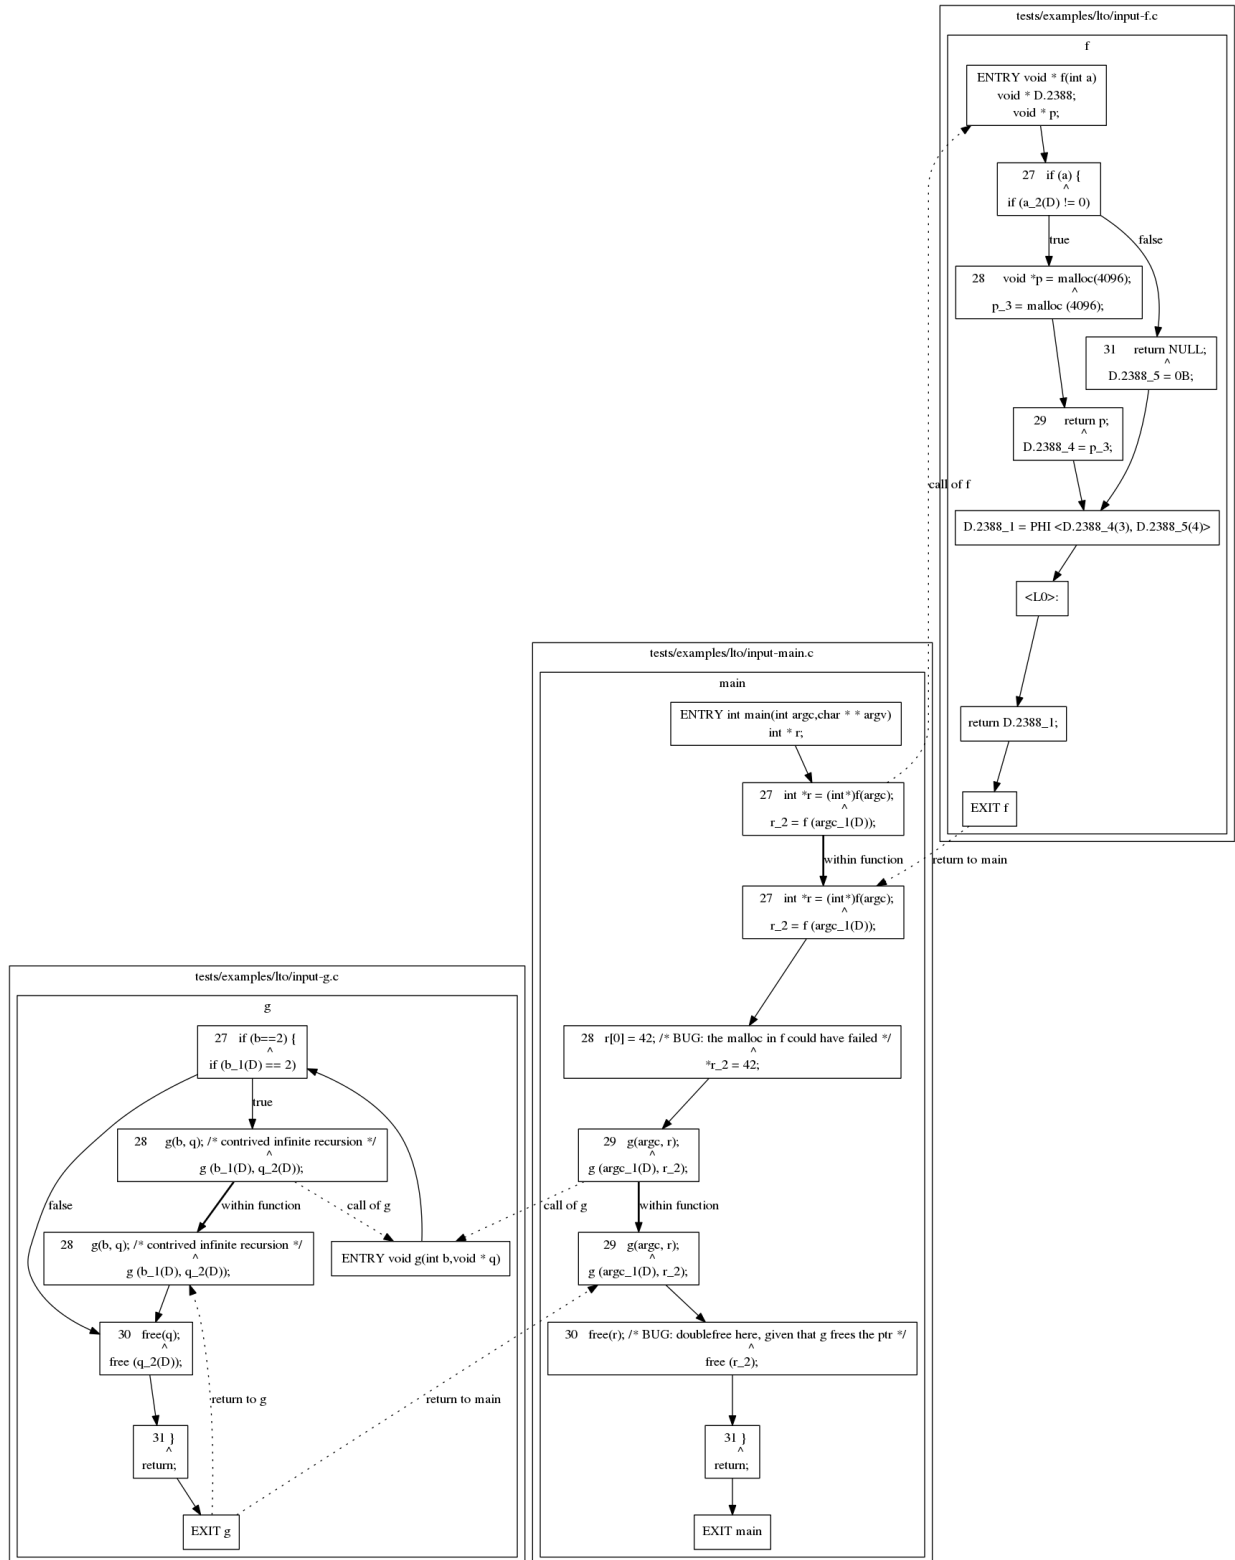 tests/examples/lto/input-f.c
f
ENTRY void * f(int a)
void * D.2388;
void * p;
27 if (a) {
^
if (a_2(D) != 0)
true
false
28 void *p = malloc(4096);
^
p_3 = malloc (4096);
31 return NULL;
^
D.2388_5 = 0B;
29 return p;
^
D.2388_4 = p_3;
call of f
D.2388_1 = PHI <D.2388_4(3), D.2388_5(4)>
<L0>:
return D.2388_1;
EXIT f
return to main
tests/examples/lto/input-main.c
main
ENTRY int main(int argc,char * * argv)
int * r;
27 int *r = (int*)f(argc);
^
r_2 = f (argc_1(D));
within function
27 int *r = (int*)f(argc);
^
r_2 = f (argc_1(D));
28 r[0] = 42; /* BUG: the malloc in f could have failed */
^
*r_2 = 42;
29 g(argc, r);
^
g (argc_1(D), r_2);
call of g
within function
29 g(argc, r);
^
g (argc_1(D), r_2);
30 free(r); /* BUG: doublefree here, given that g frees the ptr */
^
free (r_2);
31 }
^
return;
EXIT main
tests/examples/lto/input-g.c
g
27 if (b==2) {
^
if (b_1(D) == 2)
true
28 g(b, q); /* contrived infinite recursion */
^
g (b_1(D), q_2(D));
false
within function
call of g
28 g(b, q); /* contrived infinite recursion */
^
g (b_1(D), q_2(D));
ENTRY void g(int b,void * q)
30 free(q);
^
free (q_2(D));
return to g
return to main
31 }
^
return;
EXIT g